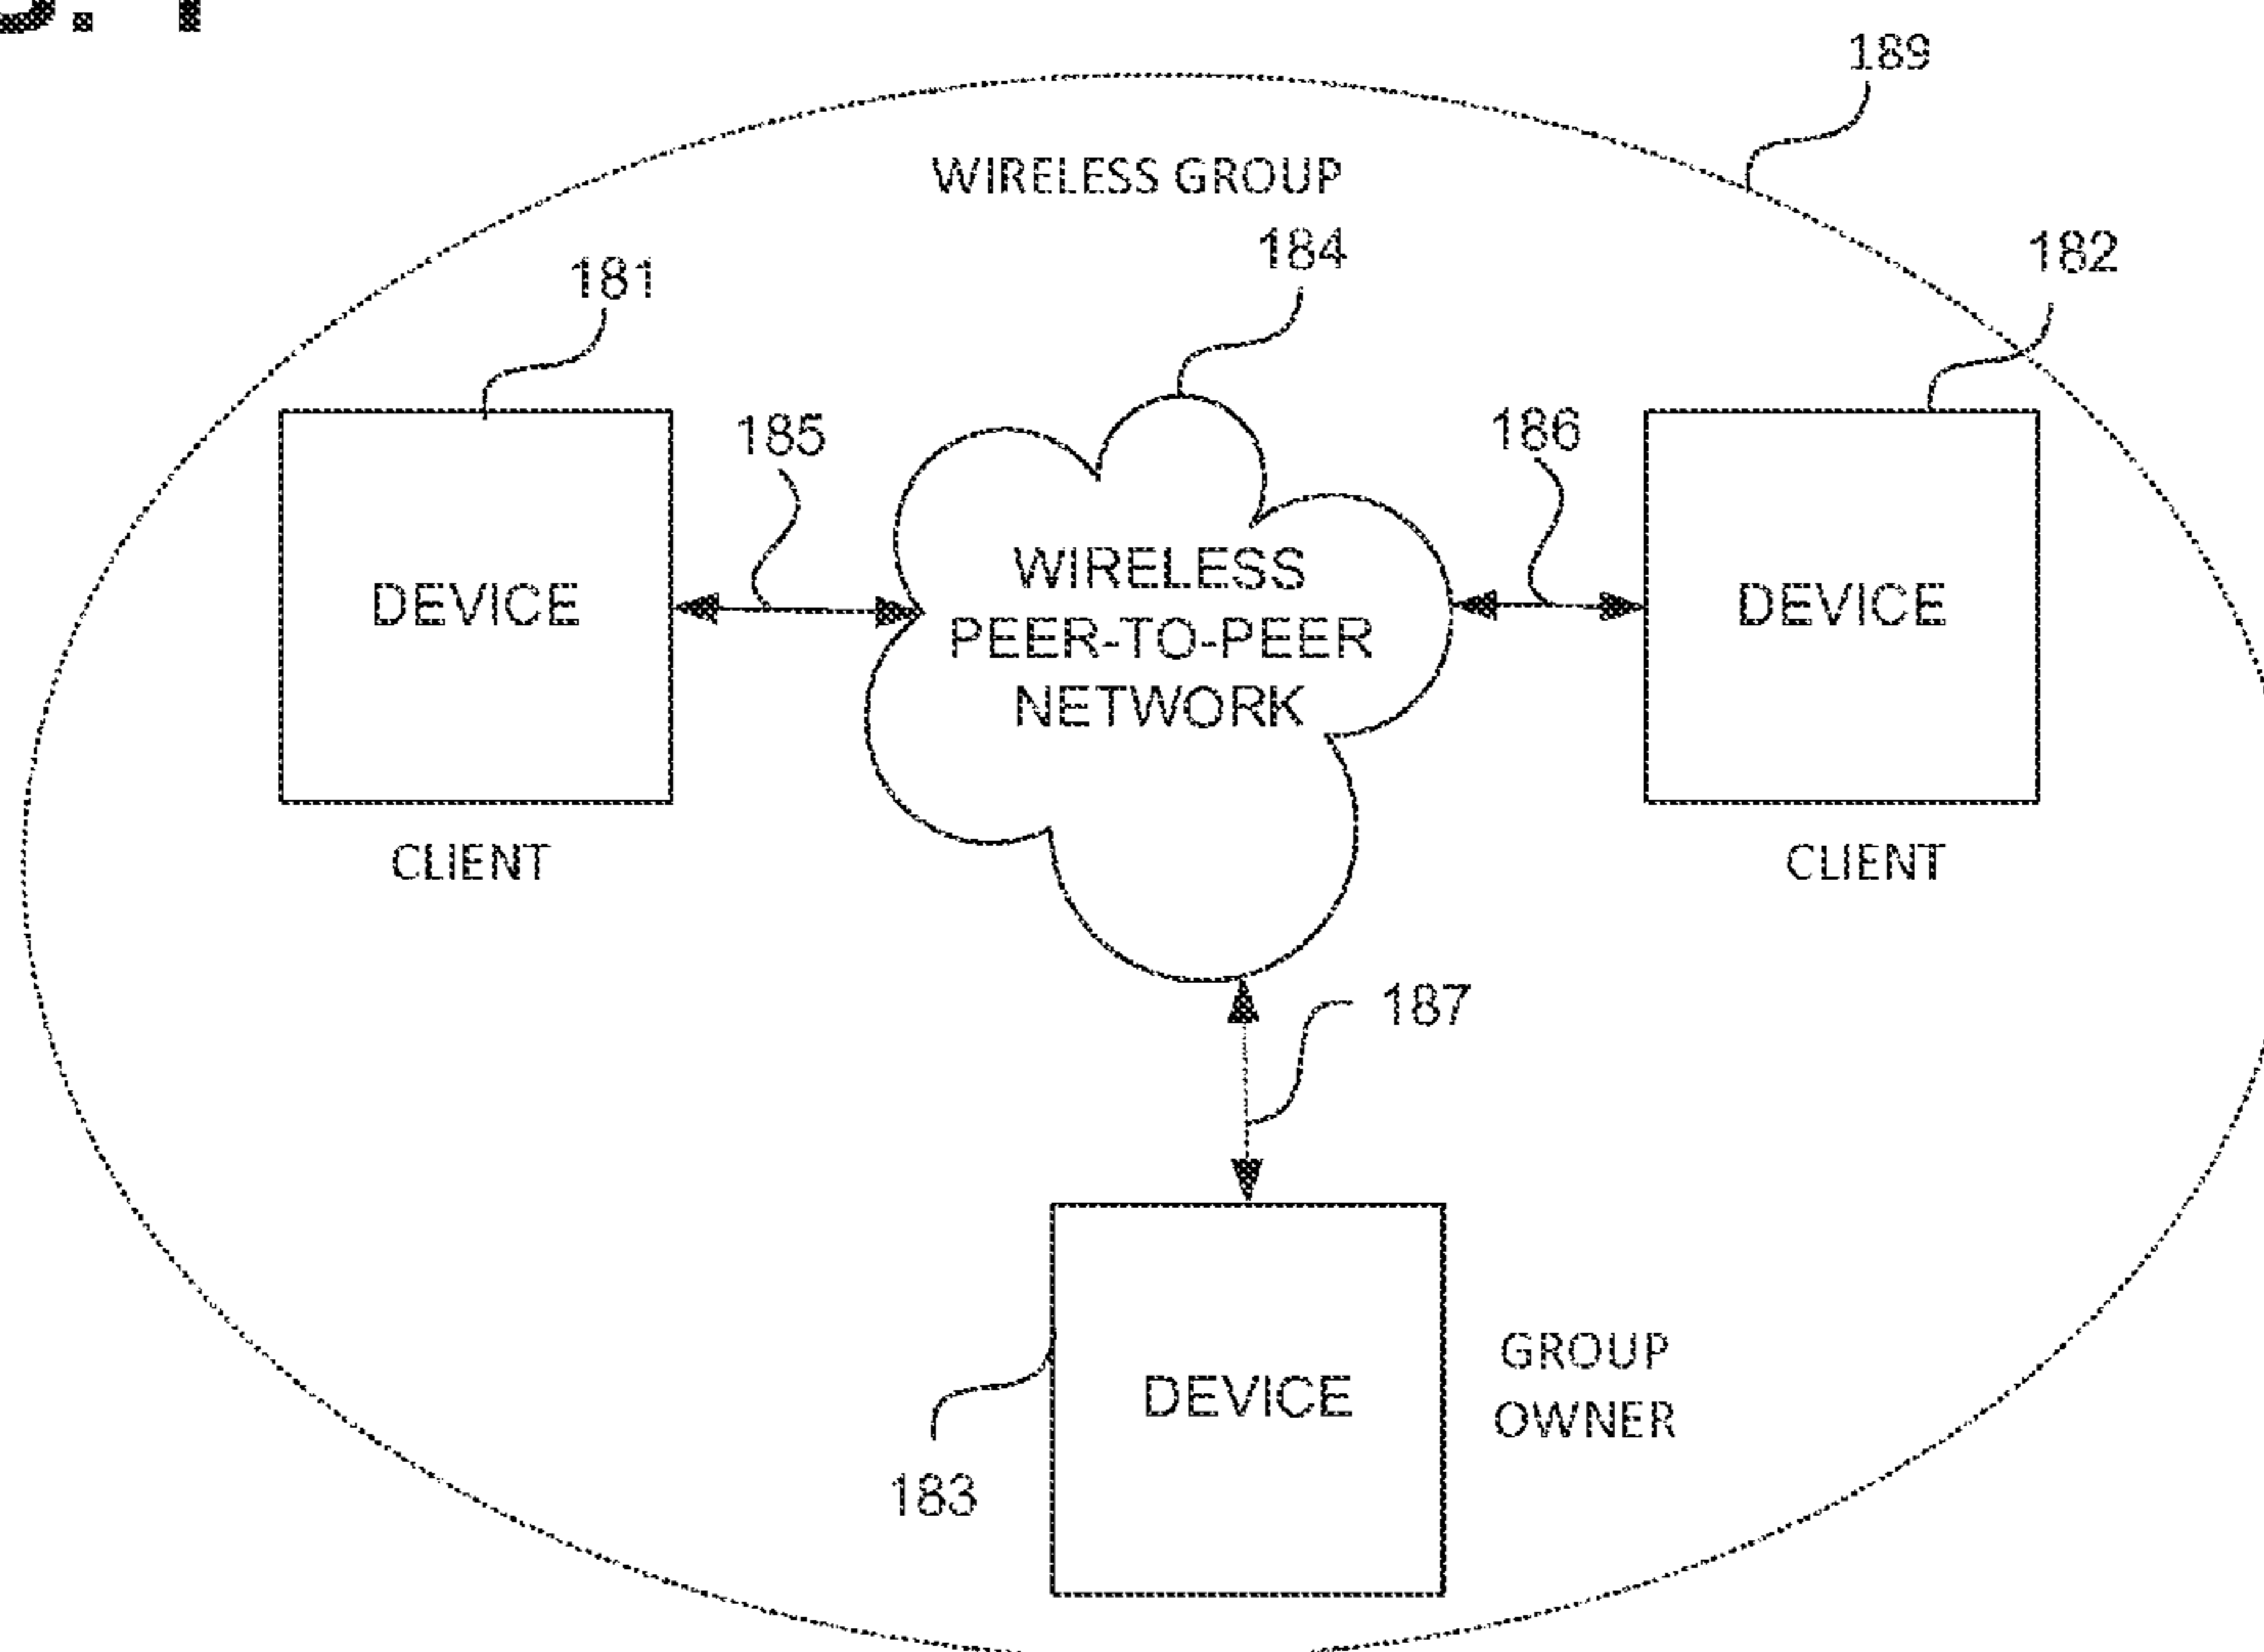 189
WIRELESS GROUP
184
182
181
185
186
WIRELESS
PEER-TO-PEER
NETWORK
DEVICE
DEVICE
CLIENT
CLIENT
187
DEVICE
GROUP
OWNER
183